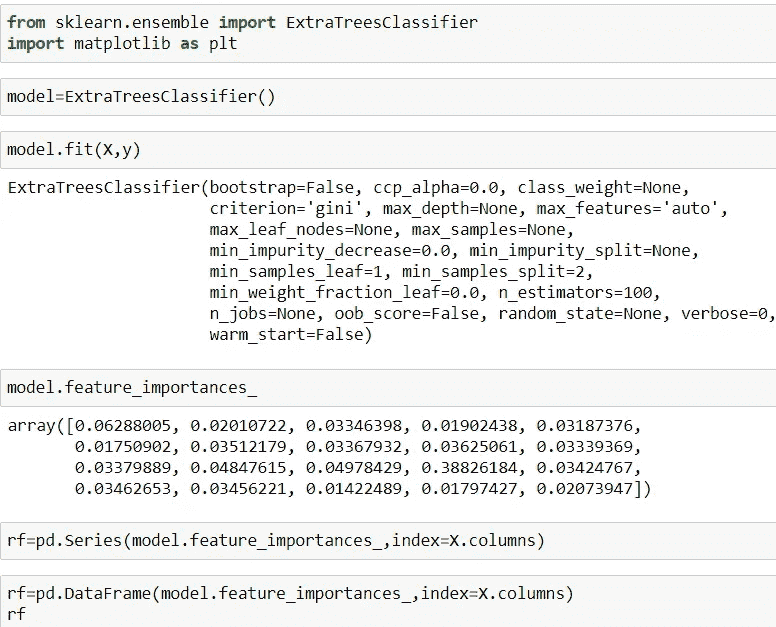 from sklearn.ensemble import ExtraTreesClassifier
import matplotlib as plt
model=ExtraTreesClassifier()
model.fit(X,y)
ExtraTreesClassifier(bootstrap=False, ccp_alpha=0.0, class_weight=None,
criterion='gini', max_depth=None, max_features='auto',
max_leaf_nodes=None, max_samples=None,
min_impurity_decrease=0.0, min_impurity_split=None,
min_samples_leaf=1, min_samples_split=2,
min_weight_fraction_leaf=0.0, n_estimators=100,
n_jobs=None, oob_score=False, random_state=None, verbose=0,
warm_start=False)
model.feature_importances_
array([0.06288005, 0.02010722, 0.03346398, 0.01902438, 0.03187376,
0.01750902, 0.03512179, 0.03367932, 0.03625061, 0.03339369,
0.03379889, 0.04847615, 0.04978429, 0.38826184, 0.03424767,
0.03462653, 0.03456221, 0.01422489, 0.01797427, 0.02073947])
rf=pd.Series(model.feature_importances_,index=X.columns)
rf=pd.DataFrame(model.feature_importances_,index=X.columns)
rf